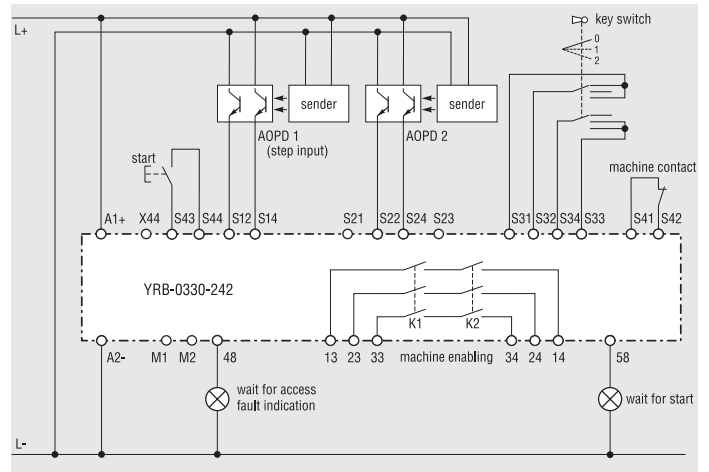 L+
key switch
0
1
2
sender
sender
AOPD 1
(step input)
AOPD 2
start
machine contact
A1+ X44 S43 S44 S12 S14 S21 S22 S24 S23 S31 S32 S34 S33 S41 S42
YRB-0330-242
K1 K2
A2- M1 M2 48 13 23 33 machine enabling 34 24 14 58
wait for access
fault indication
wait for start
L-